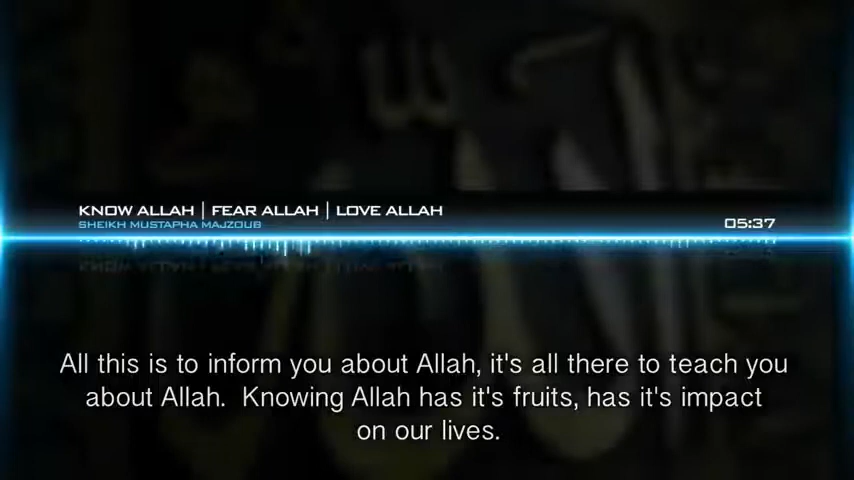 KNOW ALLAH | FEAR ALLAH | LOVE ALLAH
SHEIKH MUSTAPHA MAJZOUB
05:37
All this is to inform you about Allah, it's all there to teach you
about Allah.  Knowing Allah has it's fruits, has it's impact
on our lives.